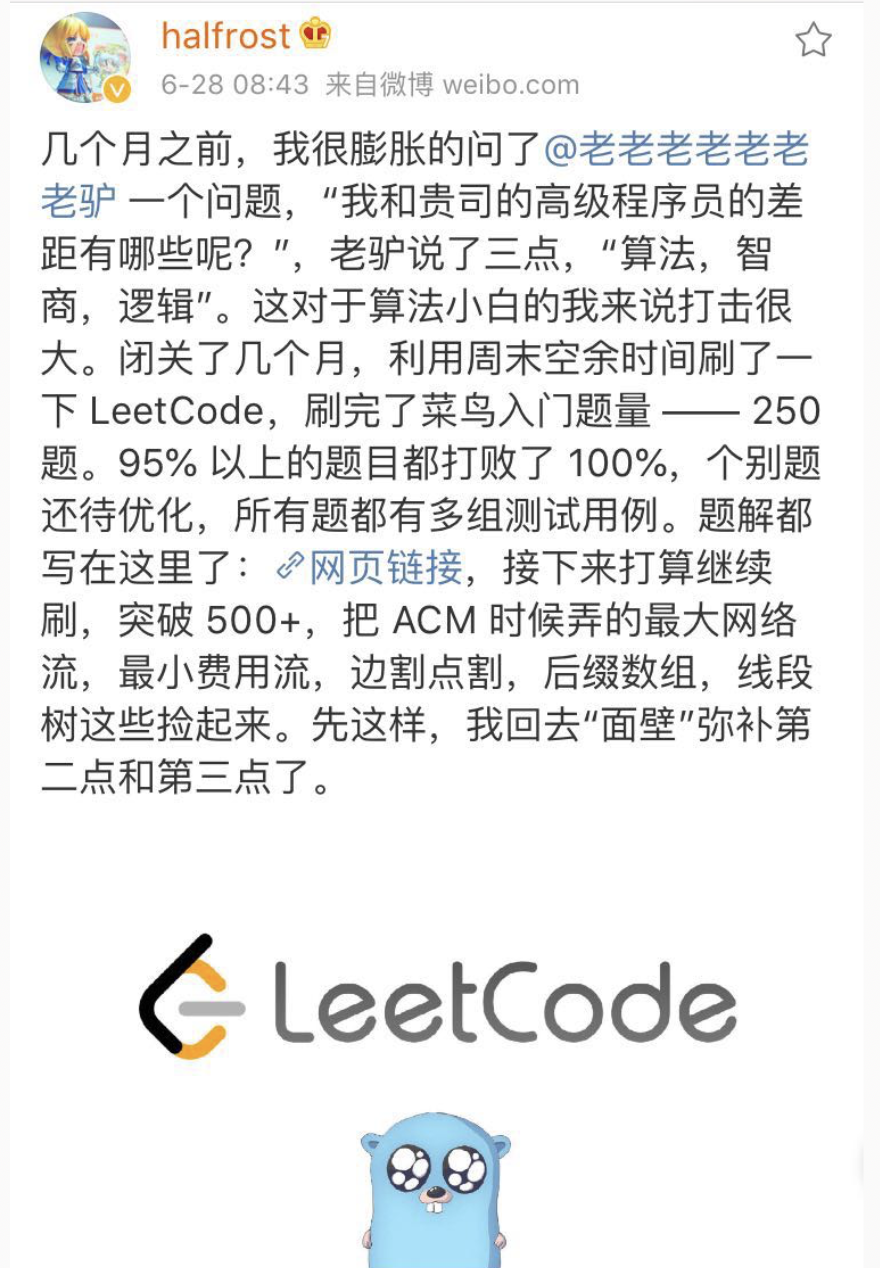 halfrost
6-28 08:43 来自微博 weibo.com
几个月之前，我很膨胀的问了@老老老老老老
老驴 一个问题，“我和贵司的高级程序员的差
距有哪些呢？”，老驴说了三点，“算法，智
商，逻辑”。这对于算法小白的我来说打击很
大。闭关了几个月，利用周末空余时间刷了一
下 LeetCode，刷完了菜鸟入门题量 —— 250
题。95% 以上的题目都打败了 100%，个别题
还待优化，所有题都有多组测试用例。题解都
写在这里了：网页链接，接下来打算继续
刷，突破 500+，把 ACM 时候弄的最大网络
流，最小费用流，边割点割，后缀数组，线段
树这些捡起来。先这样，我回去“面壁”弥补第
二点和第三点了。
LeetCode